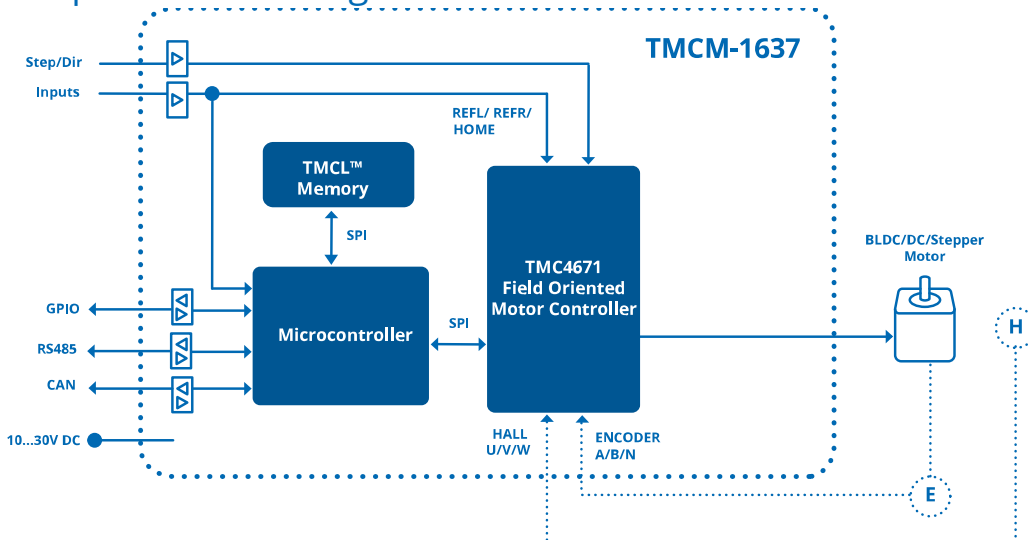 TMCM-1637
Step/Dir
Inputs
REFL/ REFR/
HOME
TMCL™
Memory
SPI
BLDC/DC/Stepper
Motor
TMC4671
Field Oriented
Motor Controller
GPIO
Microcontroller
SPI
H
RS485
CAN
10...30V DC
HALL
U/V/W
ENCODER
A/B/N
E